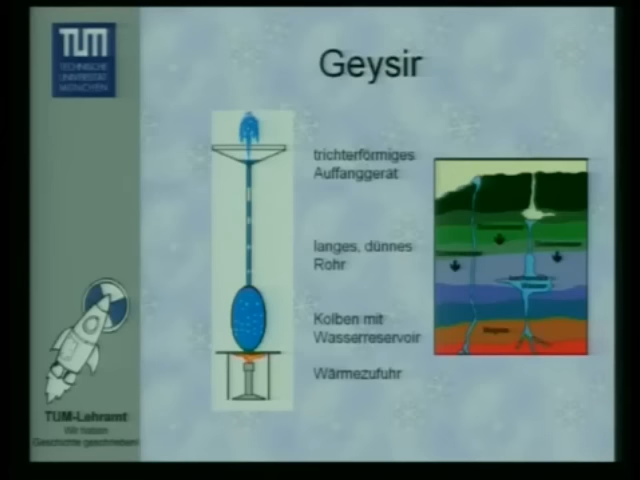 TUM
TECHNISCHE
UNIVERSITÄT
MÜNCHEN
Geysir
trichterförmiges
Auffanggerät
langes, dünnes
Rohr
Kolben mit
Wasserreservoir
Wärmezufuhr
TUM-Lehramt
Wir haben
Geschichte geschrieben!